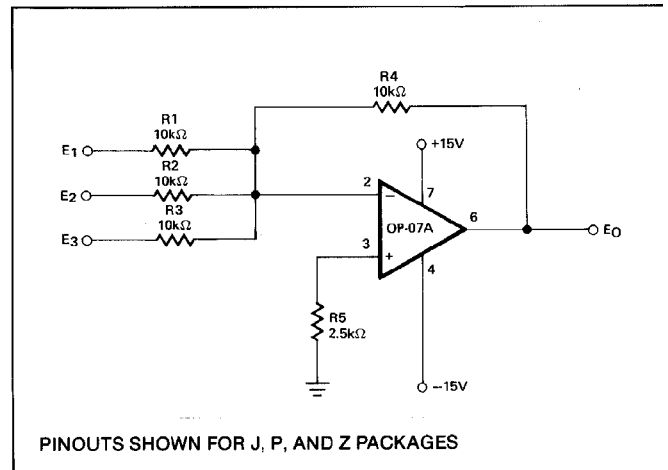 R4
10kΩ
R1
10kΩ
E1
+15V
R2
10kΩ
E2
2
7
R3
10kΩ
OP-07A
6
E3
EO
3
4
R5
2.5kΩ
-15V
PINOUTS SHOWN FOR J, P, AND Z PACKAGES